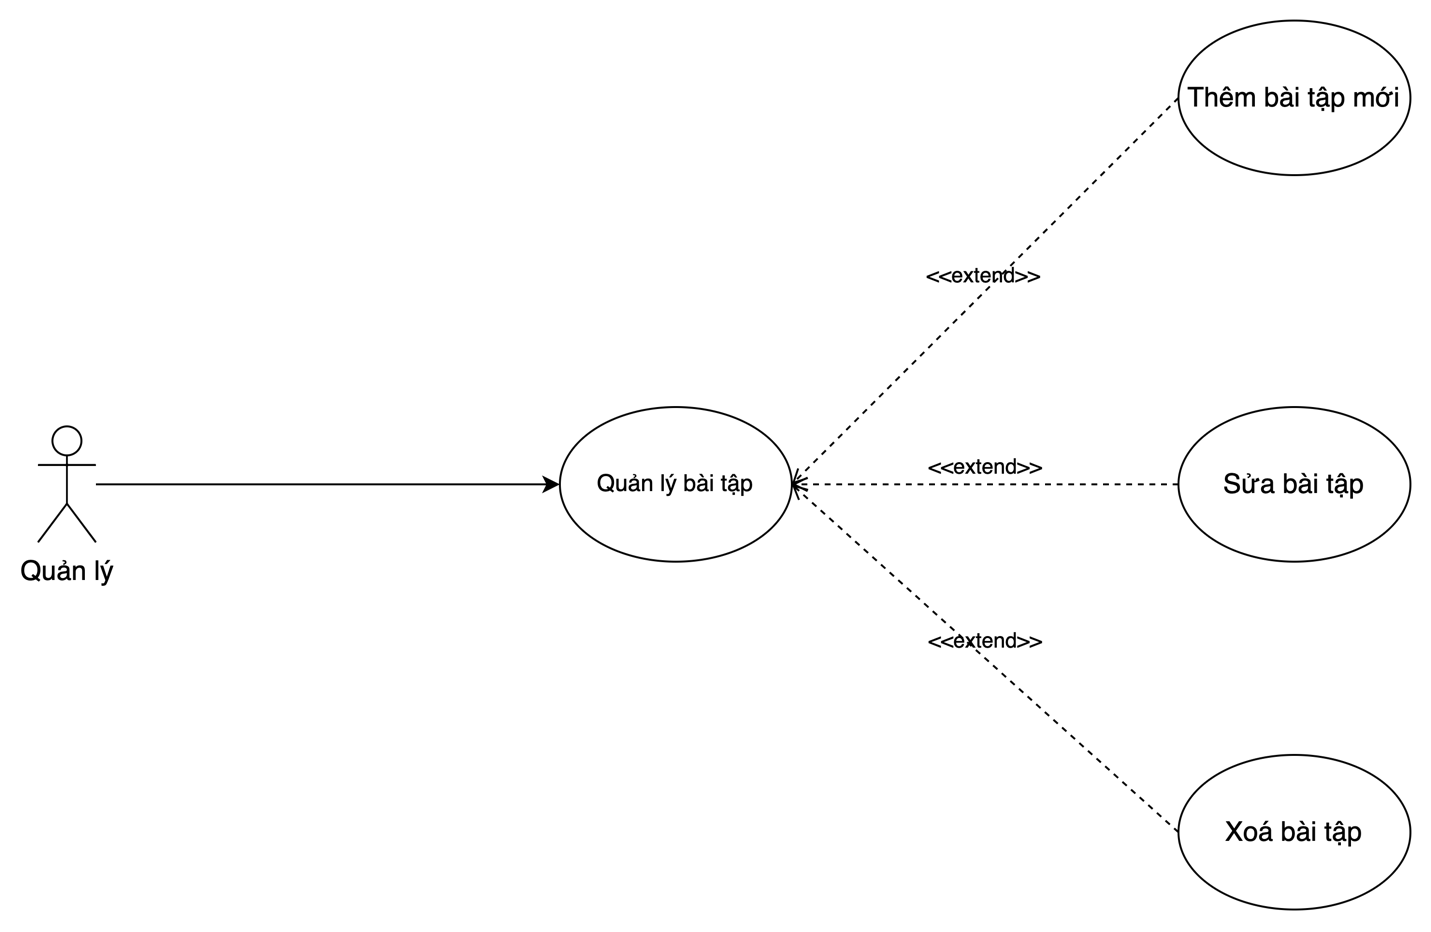 Thêm bài tập mới
<<extend>>
Quản lý bài tập
<<extend>>
Sửa bài tập
Quản lý
<<extend>>
Xoá bài tập